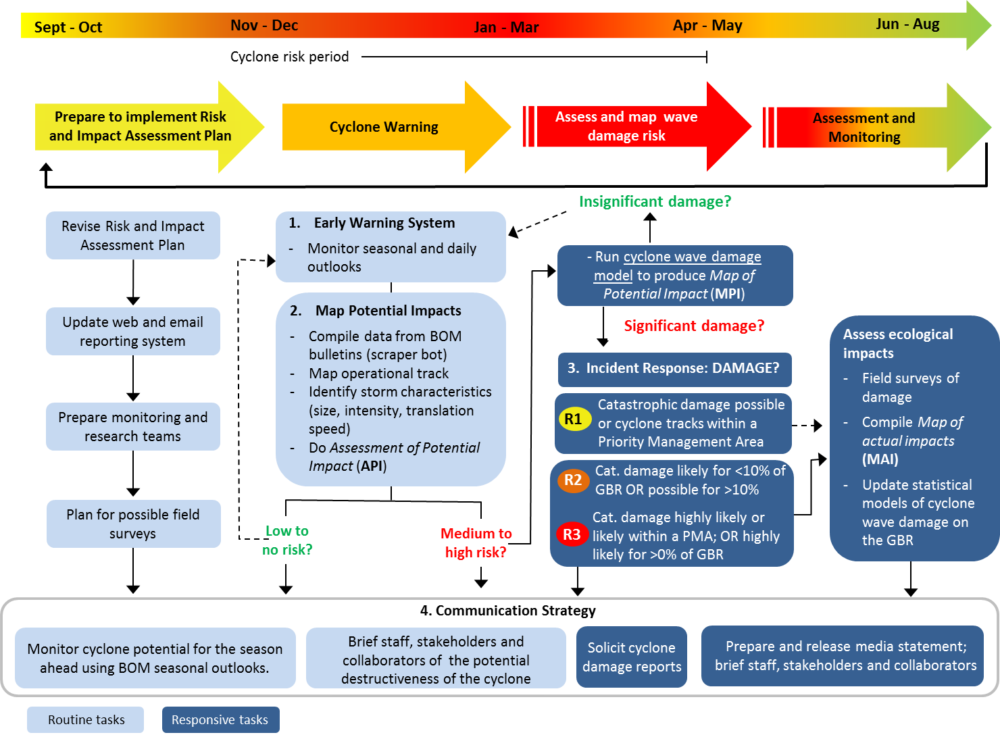 Sept - Oct
Nov - Dec
Jan - Mar
Apr - May
Jun - Aug
Cyclone risk period
Prepare to implement Risk
and Impact Assessment Plan
Cyclone Warning
Assess and map wave
damage risk
Assessment and
Monitoring
Revise Risk and Impact
Assessment Plan
Update web and email
reporting system
Prepare monitoring and
research teams
Plan for possible field
surveys
1. Early Warning System
- Monitor seasonal and daily
outlooks
2. Map Potential Impacts
- Compile data from BOM
bulletins (scraper bot)
- Map operational track
- Identify storm characteristics
(size, intensity, translation
speed)
- Do Assessment of Potential
Impact (API)
Low to
no risk?
Medium to
high risk?
Insignificant damage?
- Run cyclone wave damage
model to produce Map of
Potential Impact (MPI)
Significant damage?
3. Incident Response: DAMAGE?
R1
Catastrophic damage possible
or cyclone tracks within a
Priority Management Area
R2
Cat. damage likely for <10% of
GBR OR possible for >10%
R3
Cat. damage highly likely or
likely within a PMA; OR highly
likely for >0% of GBR
Assess ecological
impacts
- Field surveys of
damage
- Compile Map of
actual impacts
(MAI)
- Update statistical
models of cyclone
wave damage on
the GBR
4. Communication Strategy
Monitor cyclone potential for the season
ahead using BOM seasonal outlooks.
Brief staff, stakeholders and
collaborators of the potential
destructiveness of the cyclone
Solicit cyclone
damage reports
Prepare and release media statement;
brief staff, stakeholders and collaborators
Routine tasks
Responsive tasks